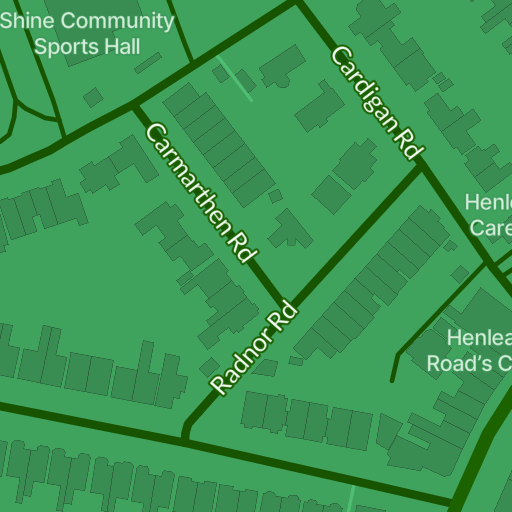 Shine Community
Sports Hall
Cardigan Rd
Carmarthen Rd
Henle
Care
Radnor Rd
Henlea
Road's C